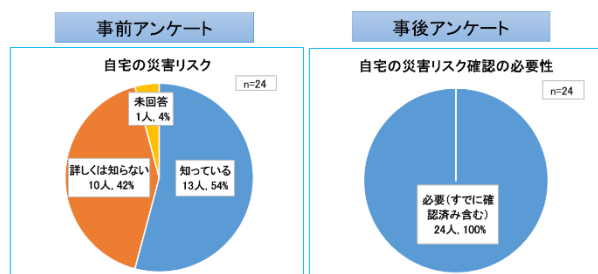 事前アンケート
自宅の災害リスク
n=24
未回答
1人, 4%
詳しくは知らない
10人, 42%
知っている
13人, 54%
事後アンケート
自宅の災害リスク確認の必要性
n=24
必要(すでに確
認済み含む)
24人, 100%